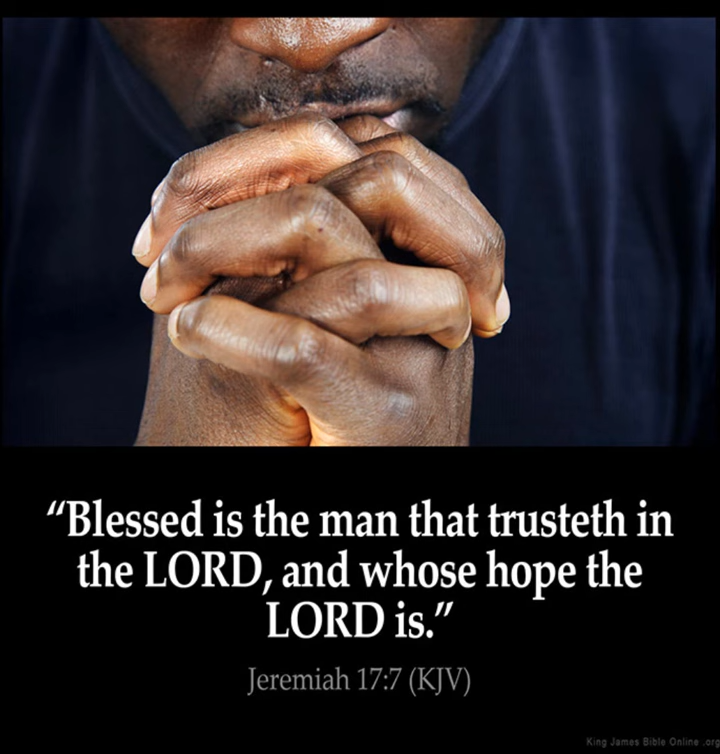 “Blessed is the man that trusteth in
the LORD, and whose hope the
LORD is.”
Jeremiah 17:7 (KJV)
King James Bible Online .org